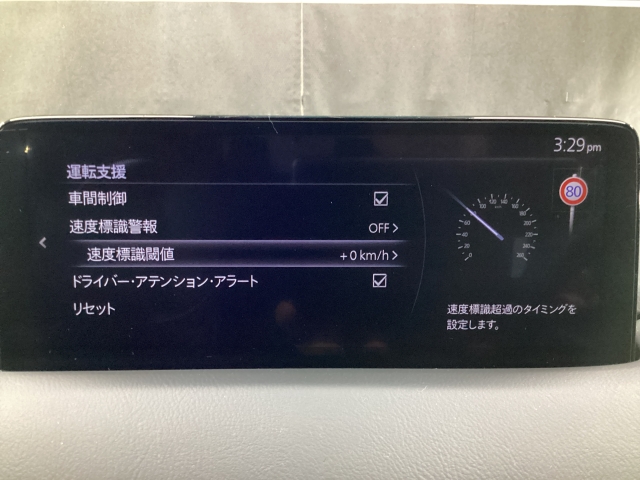 3:29 pm
運転支援
車間制御
速度標識警報 OFF
速度標識閾値 +0 km/h
ドライバー・アテンション・アラート
リセット
80
速度標識超過のタイミングを
設定します。